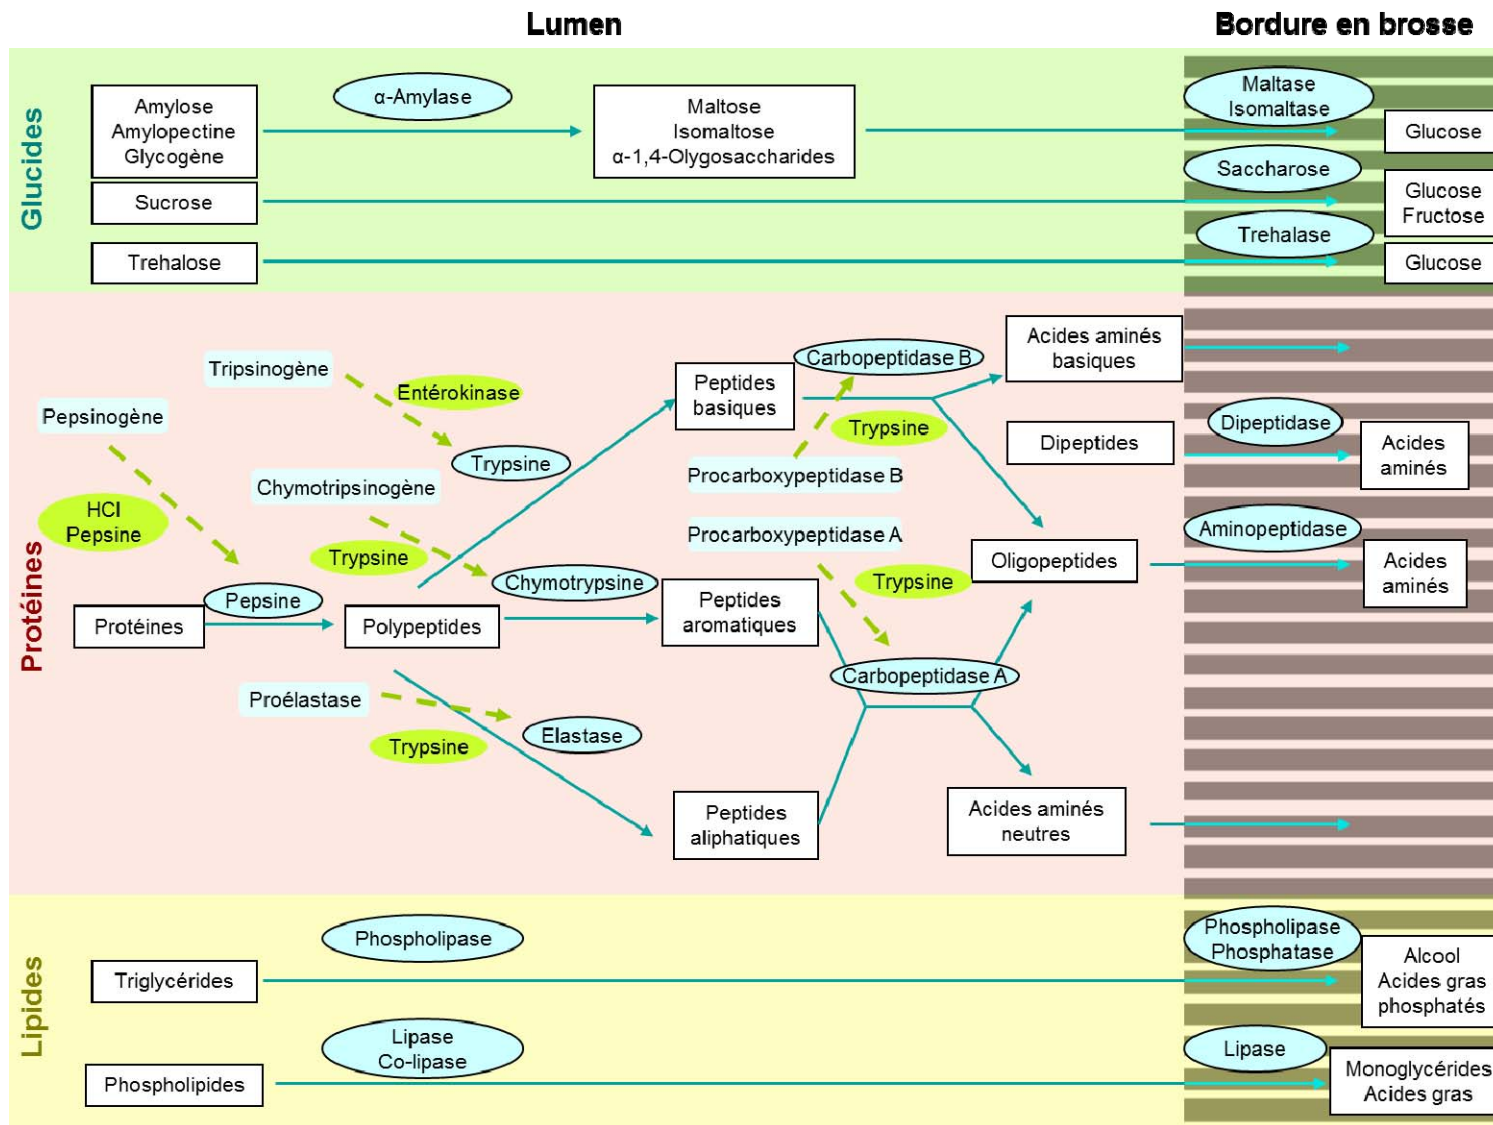 Lumen
Bordure en brosse
Glucides
Amylose
Amylopectine
Glycogène
α-Amylase
Maltose
Isomaltose
α-1,4-Olygosaccharides
Maltase
Isomaltase
Glucose
Sucrose
Saccharose
Glucose
Fructose
Trehalose
Trehalase
Glucose
Protéines
Pepsinogène
HCl
Pepsine
Tripsinogène
Entérokinase
Trypsine
Chymotripsinogène
Trypsine
Chymotrypsine
Protéines
Pepsine
Polypeptides
Proélastase
Trypsine
Elastase
Peptides
basiques
Carbopeptidase B
Trypsine
Procarboxypeptidase B
Procarboxypeptidase A
Trypsine
Peptides
aromatiques
Carbopeptidase A
Peptides
aliphatiques
Acides aminés
basiques
Dipeptides
Dipeptidase
Acides
aminés
Oligopeptides
Aminopeptidase
Acides
aminés
Acides aminés
neutres
Lipides
Triglycérides
Phospholipase
Phospholipase
Phosphatase
Alcool
Acides gras
phosphatés
Phospholipides
Lipase
Co-lipase
Lipase
Monoglycérides
Acides gras